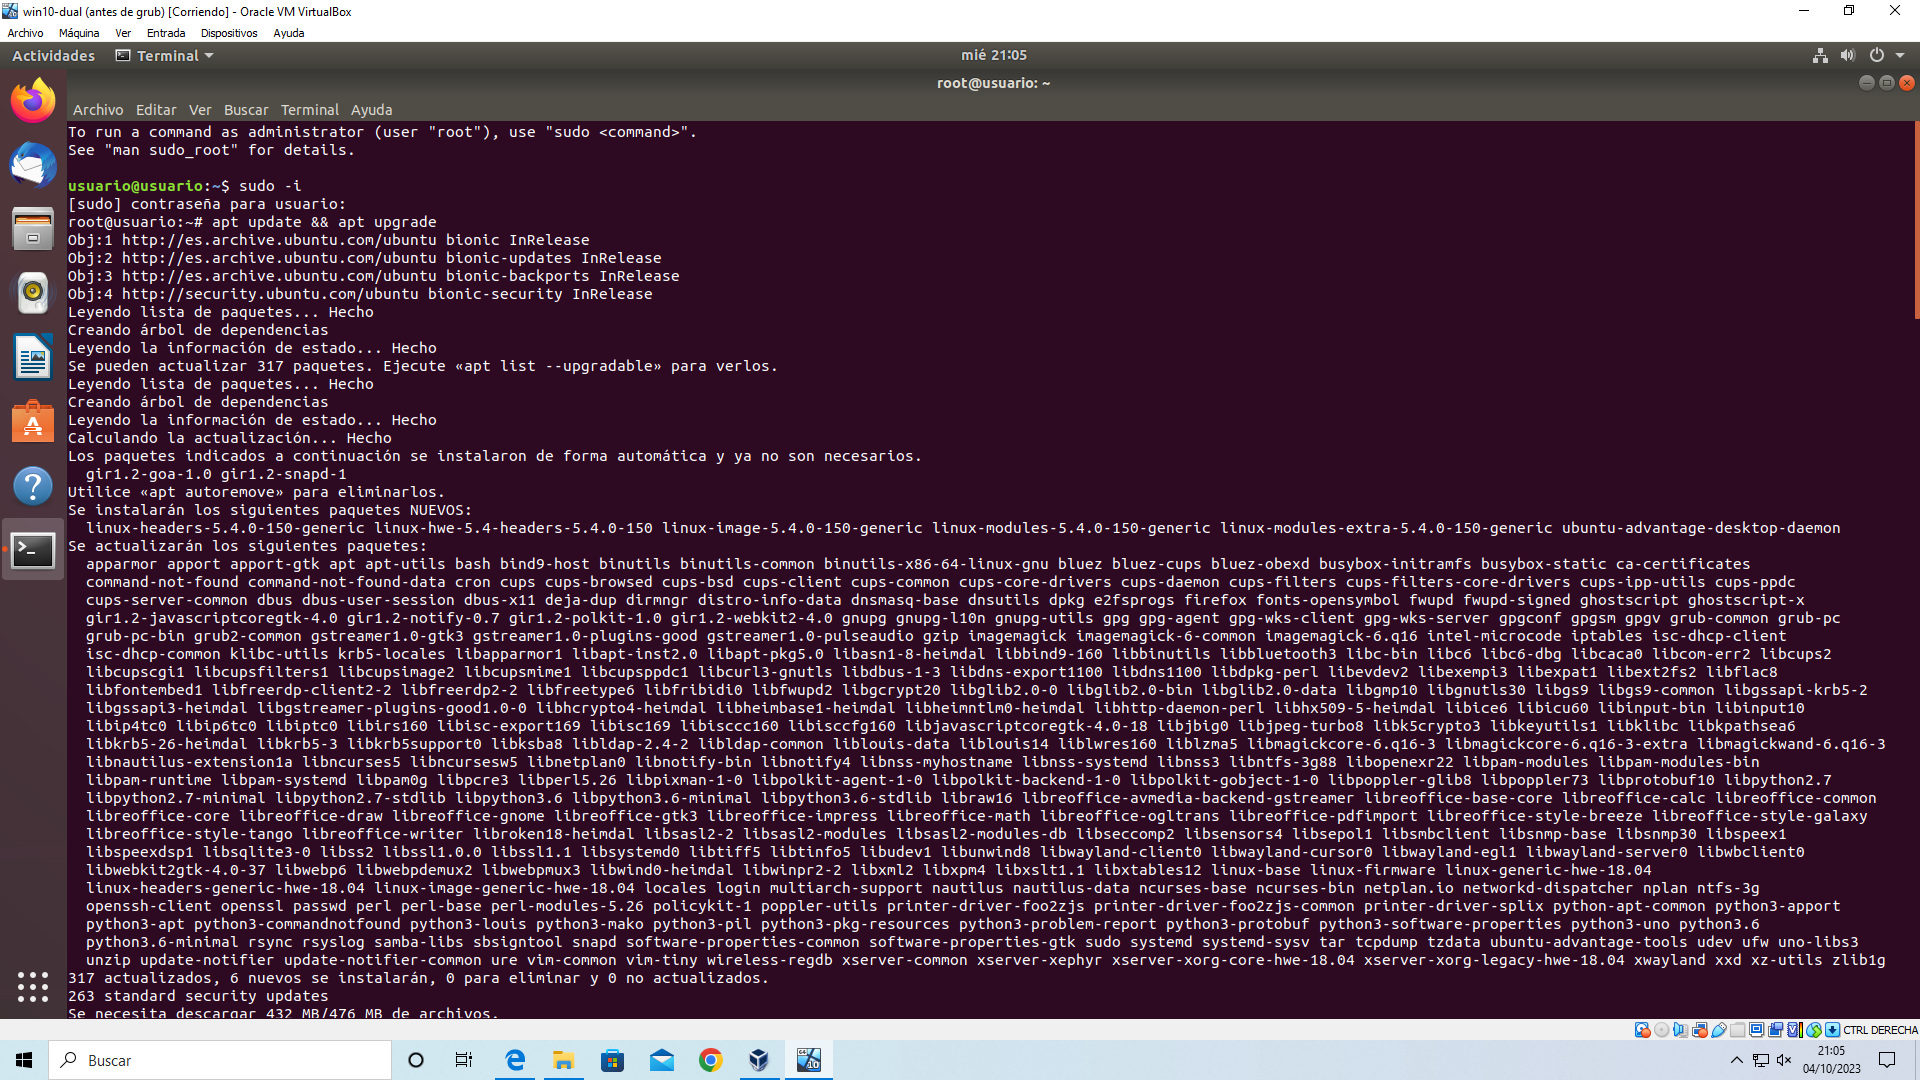 win10-dual (antes de grub) [Corriendo] - Oracle VM VirtualBox
Archivo Máquina Ver Entrada Dispositivos Ayuda
Actividades Terminal mié 21:05
root@usuario: ~
Archivo Editar Ver Buscar Terminal Ayuda
To run a command as administrator (user "root"), use "sudo <command>".
See "man sudo_root" for details.
usuario@usuario:~$ sudo -i
[sudo] contraseña para usuario:
root@usuario:~# apt update && apt upgrade
Obj:1 http://es.archive.ubuntu.com/ubuntu bionic InRelease
Obj:2 http://es.archive.ubuntu.com/ubuntu bionic-updates InRelease
Obj:3 http://es.archive.ubuntu.com/ubuntu bionic-backports InRelease
Obj:4 http://security.ubuntu.com/ubuntu bionic-security InRelease
Leyendo lista de paquetes... Hecho
Creando árbol de dependencias
Leyendo la información de estado... Hecho
Se pueden actualizar 317 paquetes. Ejecute «apt list --upgradable» para verlos.
Leyendo lista de paquetes... Hecho
Creando árbol de dependencias
Leyendo la información de estado... Hecho
Calculando la actualización... Hecho
Los paquetes indicados a continuación se instalaron de forma automática y ya no son necesarios.
gir1.2-goa-1.0 gir1.2-snapd-1
Utilice «apt autoremove» para eliminarlos.
Se instalarán los siguientes paquetes NUEVOS:
linux-headers-5.4.0-150-generic linux-hwe-5.4-headers-5.4.0-150 linux-image-5.4.0-150-generic linux-modules-5.4.0-150-generic linux-modules-extra-5.4.0-150-generic ubuntu-advantage-desktop-daemon
Se actualizarán los siguientes paquetes:
apparmor apport apport-gtk apt apt-utils bash bind9-host binutils binutils-common binutils-x86-64-linux-gnu bluez bluez-cups bluez-obexd busybox-initramfs busybox-static ca-certificates
command-not-found command-not-found-data cron cups cups-browsed cups-bsd cups-client cups-common cups-core-drivers cups-daemon cups-filters cups-filters-core-drivers cups-ipp-utils cups-ppdc
cups-server-common dbus dbus-user-session dbus-x11 deja-dup dirmngr distro-info-data dnsmasq-base dnsutils dpkg e2fsprogs firefox fonts-opensymbol fwupd fwupd-signed ghostscript ghostscript-x
gir1.2-javascriptcoregtk-4.0 gir1.2-notify-0.7 gir1.2-polkit-1.0 gir1.2-webkit2-4.0 gnupg gnupg-l10n gnupg-utils gpg gpg-agent gpg-wks-client gpg-wks-server gpgconf gpgsm gpgv grub-common grub-pc
grub-pc-bin grub2-common gstreamer1.0-gtk3 gstreamer1.0-plugins-good gstreamer1.0-pulseaudio gzip imagemagick imagemagick-6-common imagemagick-6.q16 intel-microcode iptables isc-dhcp-client
isc-dhcp-common klibc-utils krb5-locales libapparmor1 libapt-inst2.0 libapt-pkg5.0 libasn1-8-heimdal libbind9-160 libbinutils libbluetooth3 libc-bin libc6 libc6-dbg libcaca0 libcom-err2 libcups2
libcupscgi1 libcupsfilters1 libcupsimage2 libcupsmime1 libcupsppdc1 libcurl3-gnutls libdbus-1-3 libdns-export1100 libdns1100 libdpkg-perl libevdev2 libexempi3 libexpat1 libext2fs2 libflac8
libfontembed1 libfreerdp-client2-2 libfreerdp2-2 libfreetype6 libfribidi0 libfwupd2 libgcrypt20 libglib2.0-0 libglib2.0-bin libglib2.0-data libgmp10 libgnutls30 libgs9 libgs9-common libgssapi-krb5-2
libgssapi3-heimdal libgstreamer-plugins-good1.0-0 libhcrypto4-heimdal libheimbase1-heimdal libheimntlm0-heimdal libhttp-daemon-perl libhx509-5-heimdal libice6 libicu60 libinput-bin libinput10
libip4tc0 libip6tc0 libiptc0 libirs160 libisc-export169 libisc169 libisccc160 libisccfg160 libjavascriptcoregtk-4.0-18 libjbig0 libjpeg-turbo8 libk5crypto3 libkeyutils1 libklibc libkpathsea6
libkrb5-26-heimdal libkrb5-3 libkrb5support0 libksba8 libldap-2.4-2 libldap-common liblouis-data liblouis14 liblwres160 liblzma5 libmagickcore-6.q16-3 libmagickcore-6.q16-3-extra libmagickwand-6.q16-3
libnautilus-extension1a libncurses5 libncursesw5 libnetplan0 libnotify-bin libnotify4 libnss-myhostname libnss-systemd libnss3 libntfs-3g88 libopenexr22 libpam-modules libpam-modules-bin
libpam-runtime libpam-systemd libpam0g libpcre3 libperl5.26 libpixman-1-0 libpolkit-agent-1-0 libpolkit-backend-1-0 libpolkit-gobject-1-0 libpoppler-glib8 libpoppler73 libprotobuf10 libpython2.7
libpython2.7-minimal libpython2.7-stdlib libpython3.6 libpython3.6-minimal libpython3.6-stdlib libraw16 libreoffice-avmedia-backend-gstreamer libreoffice-base-core libreoffice-calc libreoffice-common
libreoffice-core libreoffice-draw libreoffice-gnome libreoffice-gtk3 libreoffice-impress libreoffice-math libreoffice-ogltrans libreoffice-pdfimport libreoffice-style-breeze libreoffice-style-galaxy
libreoffice-style-tango libreoffice-writer libroken18-heimdal libsasl2-2 libsasl2-modules libsasl2-modules-db libseccomp2 libsensors4 libsepol1 libsmbclient libsnmp-base libsnmp30 libspeex1
libspeexdsp1 libsqlite3-0 libss2 libssl1.0.0 libssl1.1 libsystemd0 libtiff5 libtinfo5 libudev1 libunwind8 libwayland-client0 libwayland-cursor0 libwayland-egl1 libwayland-server0 libwbclient0
libwebkit2gtk-4.0-37 libwebp6 libwebpdemux2 libwebpmux3 libwind0-heimdal libwinpr2-2 libxml2 libxpm4 libxslt1.1 libxtables12 linux-base linux-firmware linux-generic-hwe-18.04
linux-headers-generic-hwe-18.04 linux-image-generic-hwe-18.04 locales login multiarch-support nautilus nautilus-data ncurses-base ncurses-bin netplan.io networkd-dispatcher nplan ntfs-3g
openssh-client openssl passwd perl perl-base perl-modules-5.26 policykit-1 poppler-utils printer-driver-foo2zjs printer-driver-foo2zjs-common printer-driver-splix python-apt-common python3-apport
python3-apt python3-commandnotfound python3-louis python3-mako python3-pil python3-pkg-resources python3-problem-report python3-protobuf python3-software-properties python3-uno python3.6
python3.6-minimal rsync rsyslog samba-libs sbsigntool snapd software-properties-common software-properties-gtk sudo systemd systemd-sysv tar tcpdump tzdata ubuntu-advantage-tools udev ufw uno-libs3
unzip update-notifier update-notifier-common ure vim-common vim-tiny wireless-regdb xserver-common xserver-xephyr xserver-xorg-core-hwe-18.04 xserver-xorg-legacy-hwe-18.04 xwayland xxd xz-utils zlib1g
317 actualizados, 6 nuevos se instalarán, 0 para eliminar y 0 no actualizados.
263 standard security updates
Se necesita descargar 432 MB/476 MB de archivos.
CTRL DERECHA
Buscar
21:05
04/10/2023